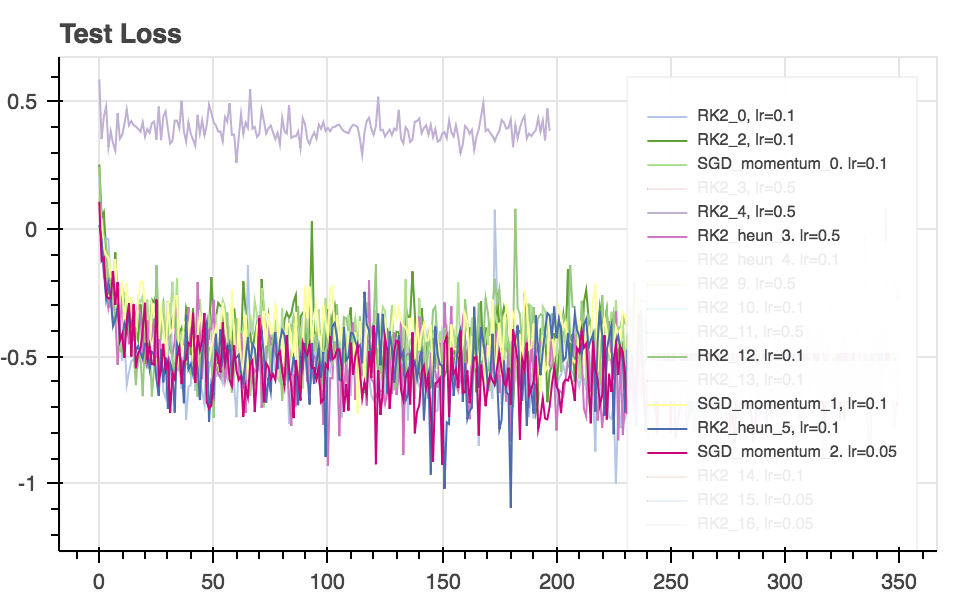 Test Loss
0.5
0
-0.5
-1
0
50
100
150
200
250
300
350
RK2_0, lr=0.1
RK2_2, lr=0.1
SGD_momentum_0. lr=0.1
RK2_3, lr=0.5
RK2_4, lr=0.5
RK2_heun_3. lr=0.5
RK2_heun_4. lr=0.1
RK2_9. lr=0.5
RK2_10. lr=0.5
RK2_11, lr=0.5
RK2_12. lr=0.1
RK2_13, lr=0.1
SGD_momentum_1, lr=0.1
RK2_heun_5, lr=0.1
SGD_momentum_2. lr=0.05
RK2_14. lr=0.1
RK2_15. lr=0.05
RK2_16, lr=0.05